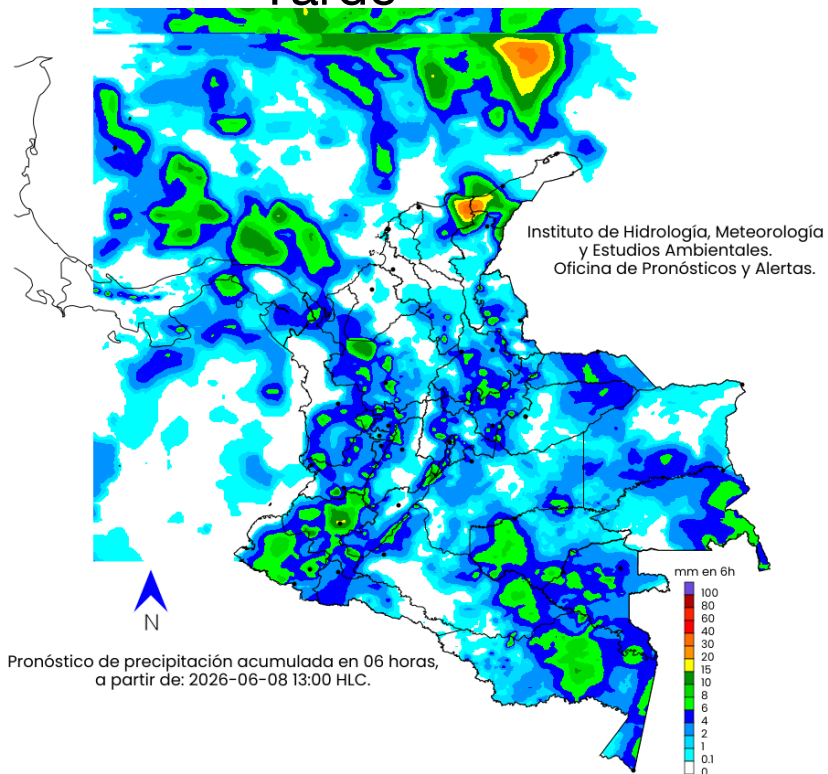 Tarde
Instituto de Hidrología, Meteorología
y Estudios Ambientales.
Oficina de Pronósticos y Alertas.
mm en 6h
100
80
60
40
30
20
15
10
8
6
4
2
1
0.1
0
N
Pronóstico de precipitación acumulada en 06 horas,
a partir de: 2026-06-08 13:00 HLC.